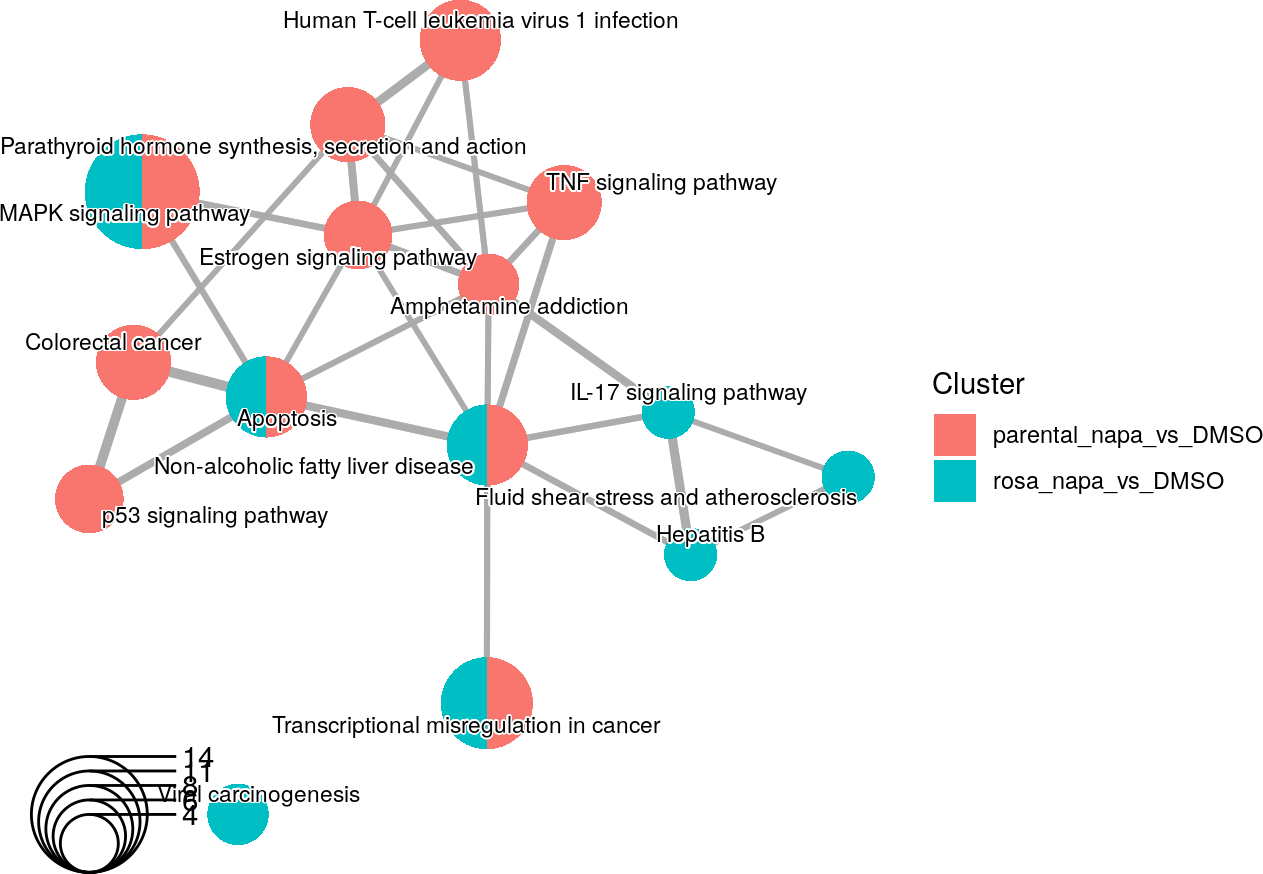 Human T-cell leukemia virus 1 infection
Parathyroid hormone synthesis, secretion and action
TNF signaling pathway
MAPK signaling pathway
Estrogen signaling pathway
Amphetamine addiction
Colorectal cancer
Cluster
IL-17 signaling pathway
Apoptosis
parental_napa_vs_DMSO
Non-alcoholic fatty liver disease
rosa_napa_vs_DMSO
Fluid shear stress and atherosclerosis
p53 signaling pathway
Hepatitis B
Transcriptional misregulation in cancer
14
11
8
Viral carcinogenesis
6
4